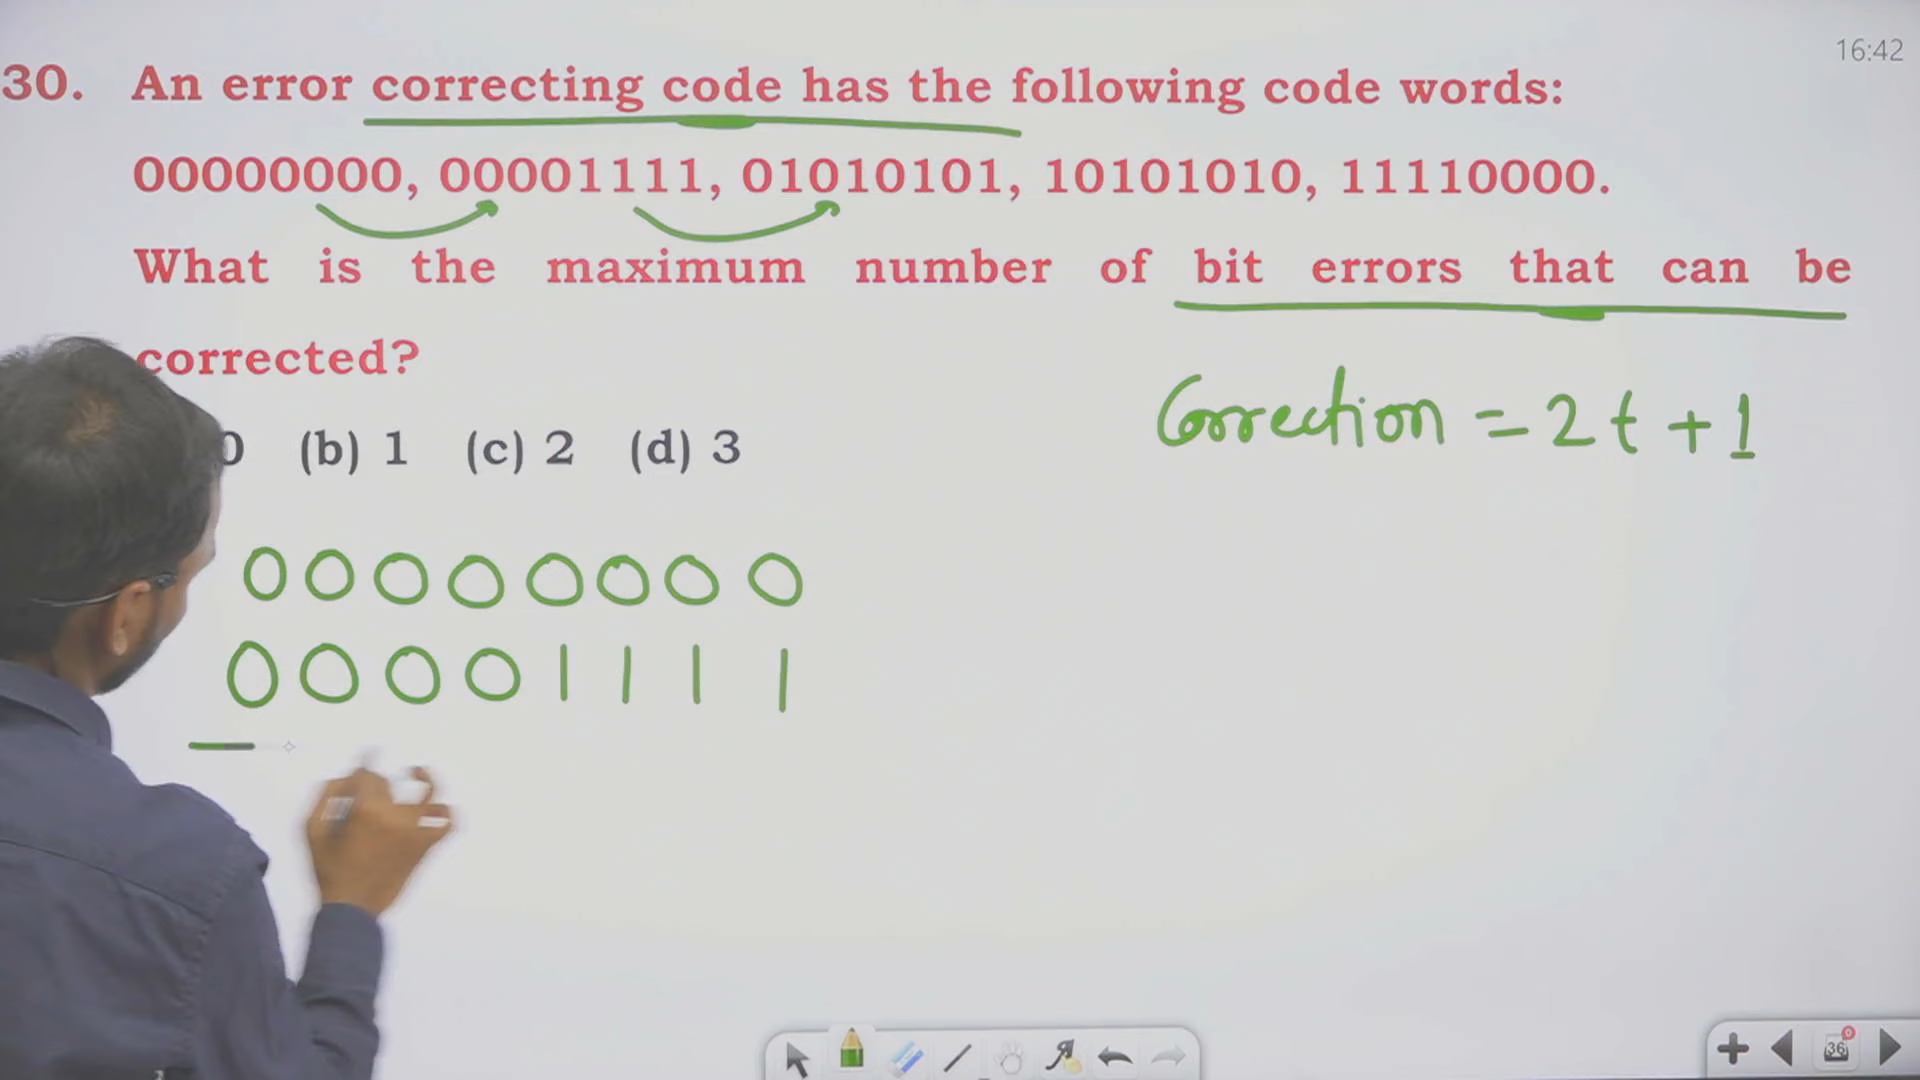 16:42
30. An error correcting code has the following code words:
00000000, 00001111, 01010101, 10101010, 11110000.
What is the maximum number of bit errors that can be
corrected?
0 (b) 1 (c) 2 (d) 3
Correction = 2t + 1
0 0 0 0 0 0 0 0
0 0 0 0 1 1 1 1
36